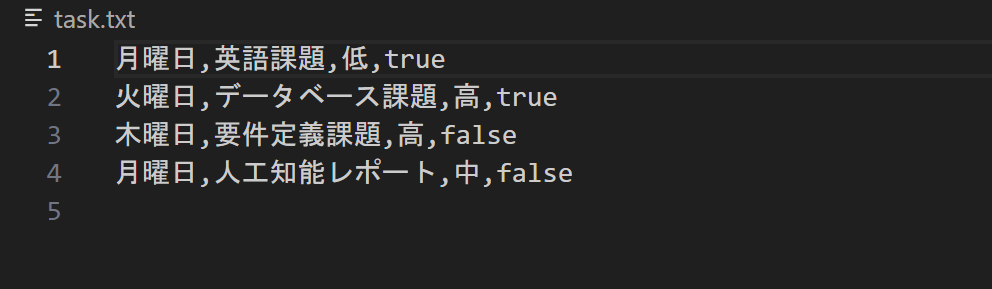 task.txt
1 月曜日,英語課題,低,true
2 火曜日,データベース課題,高,true
3 木曜日,要件定義課題,高,false
4 月曜日,人工知能レポート,中,false
5